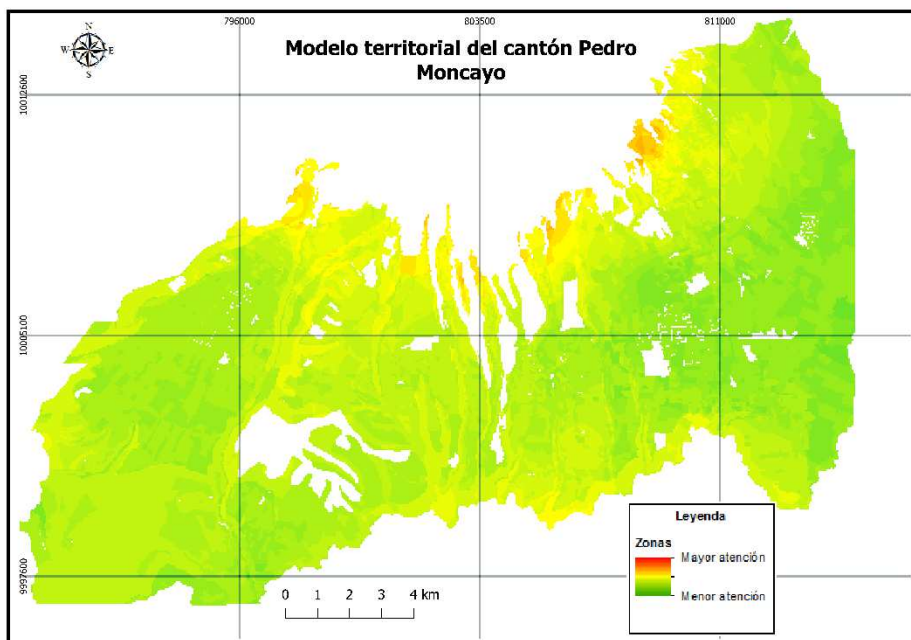 796000
803500
811000
N
W
E
S
Modelo territorial del cantón Pedro
Moncayo
10012600
10005100
9997600
0 1 2 3 4 km
Leyenda
Zonas
Mayor atención
Menor atención